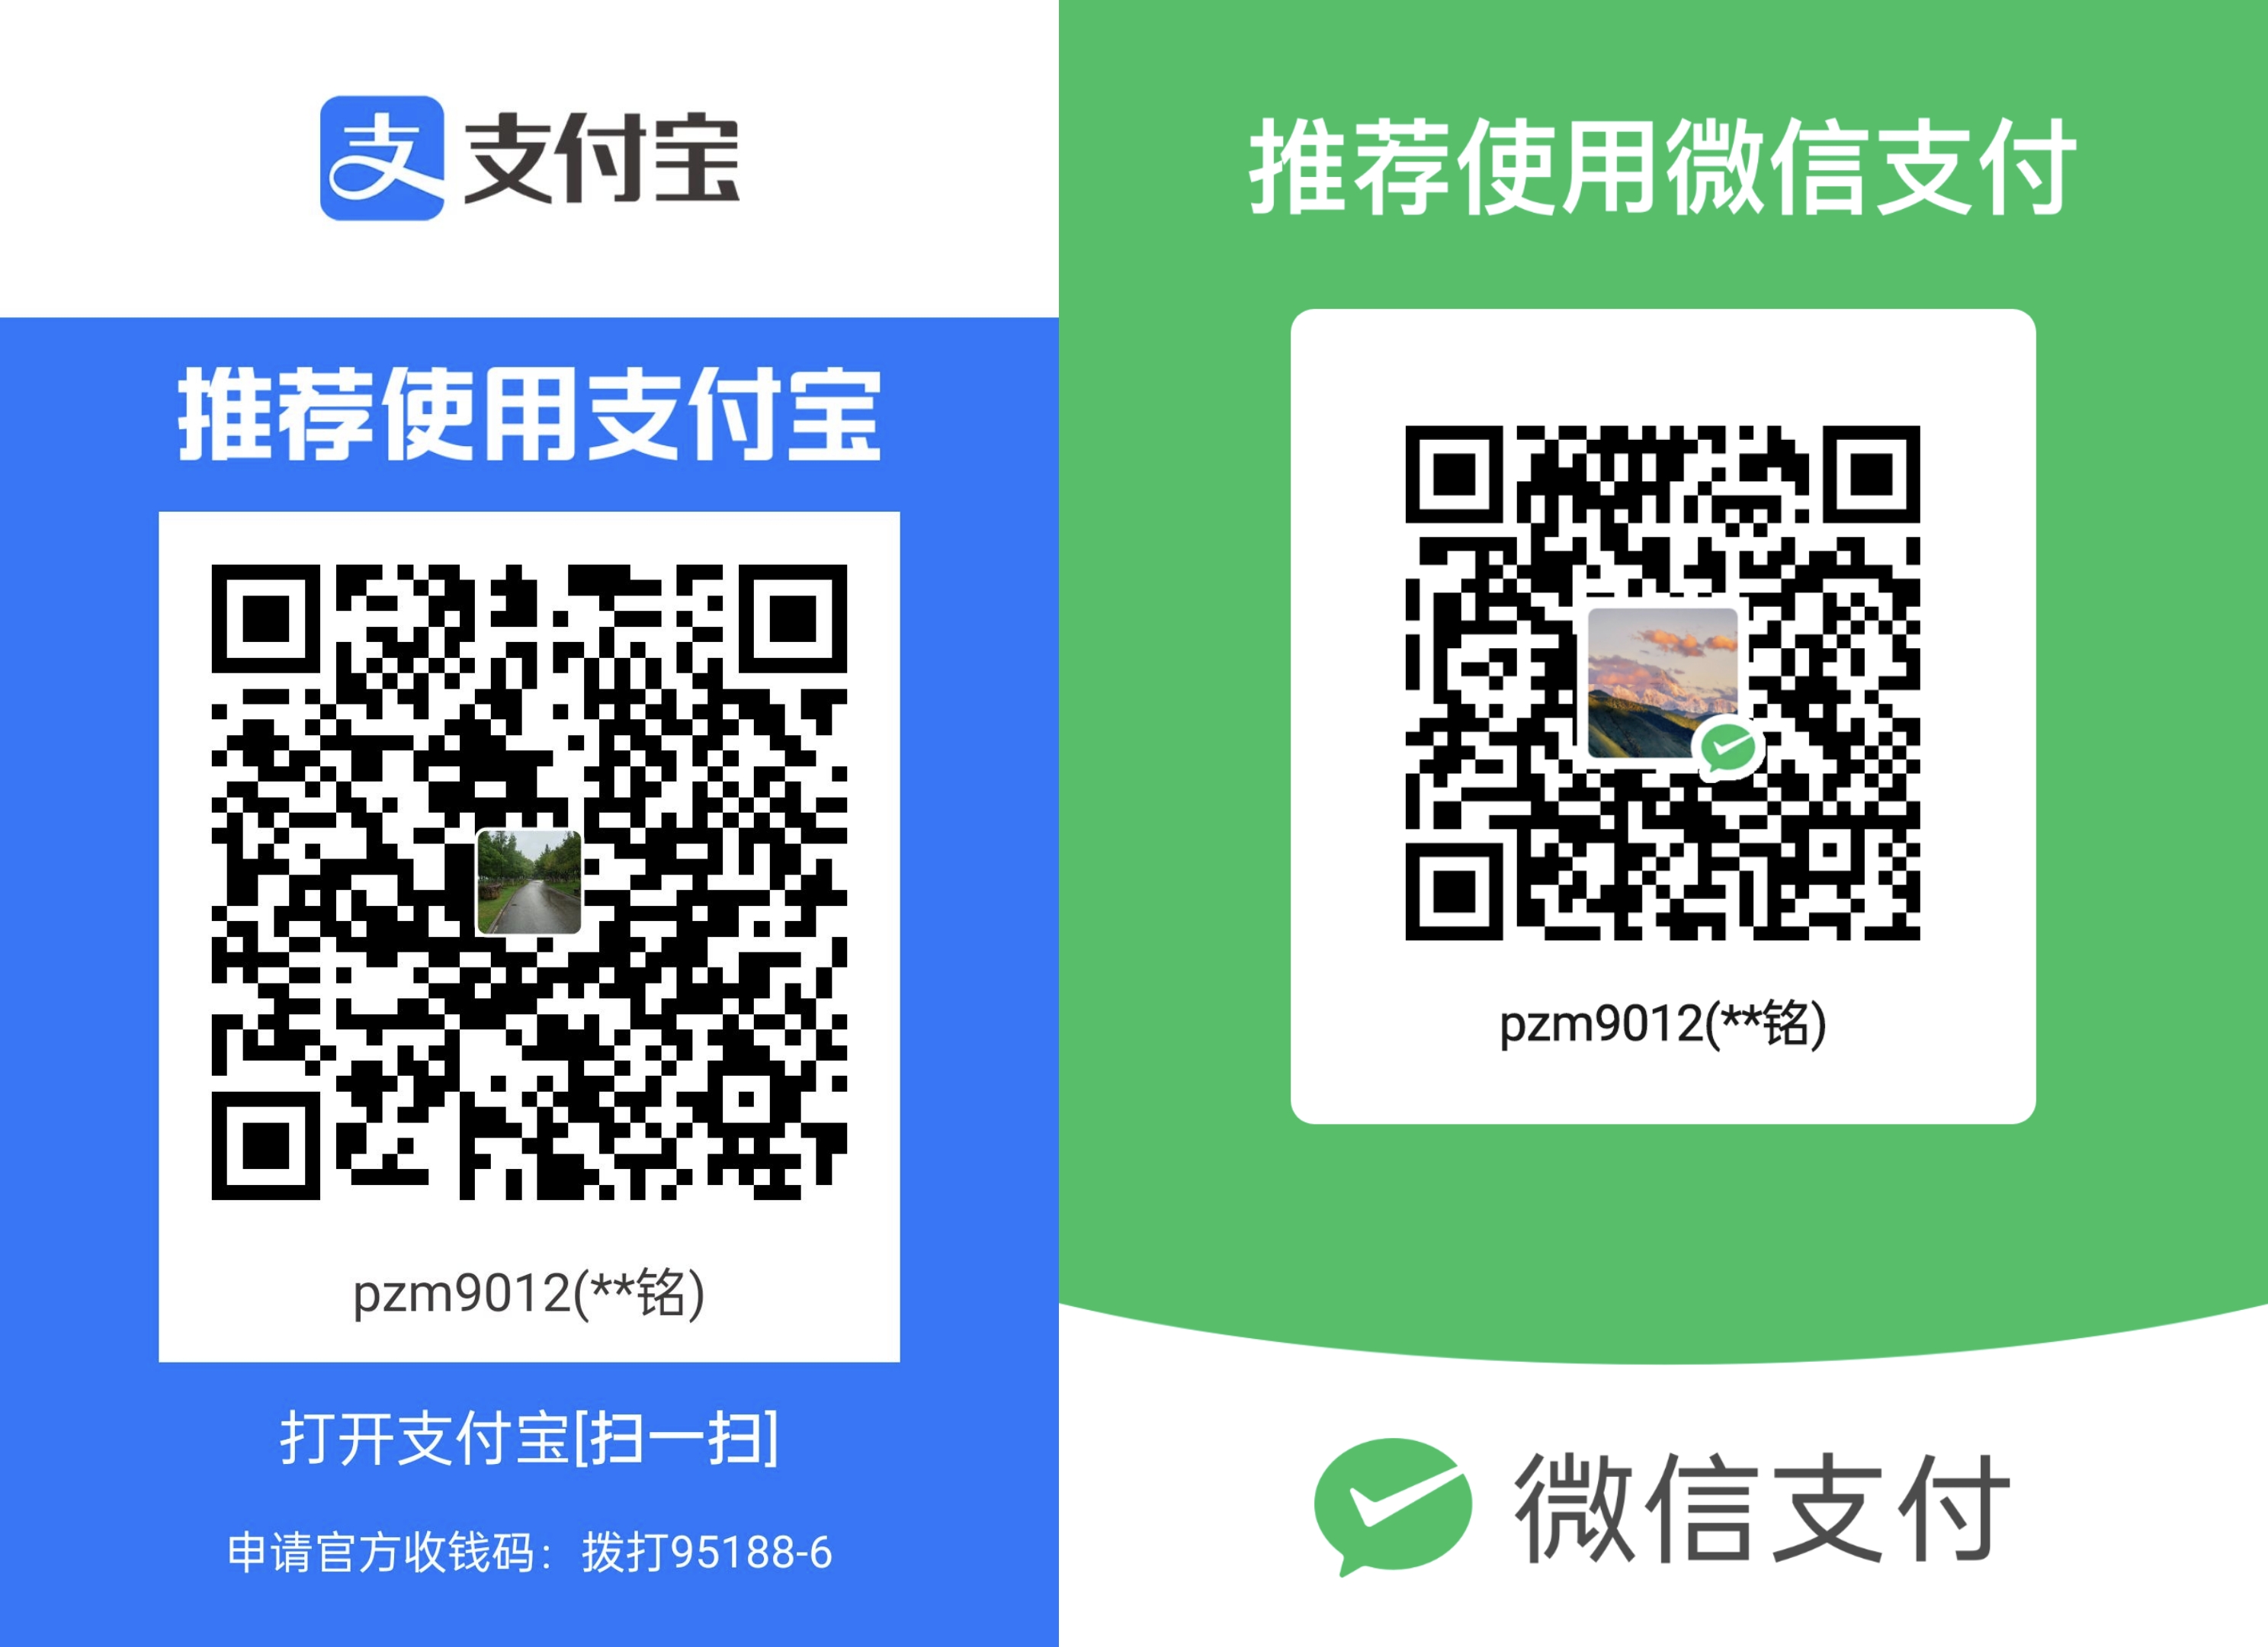 支付宝
推荐使用支付宝
pzm9012(**铭)
打开支付宝[扫一扫]
申请官方收钱码：拨打95188-6
推荐使用微信支付
pzm9012(**铭)
微信支付